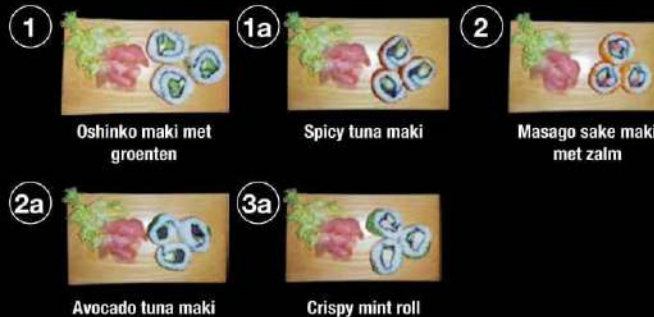 1
1a
2
Oshinko maki met
groenten
Spicy tuna maki
Masago sake maki
met zalm
2a
3a
Avocado tuna maki
Crispy mint roll